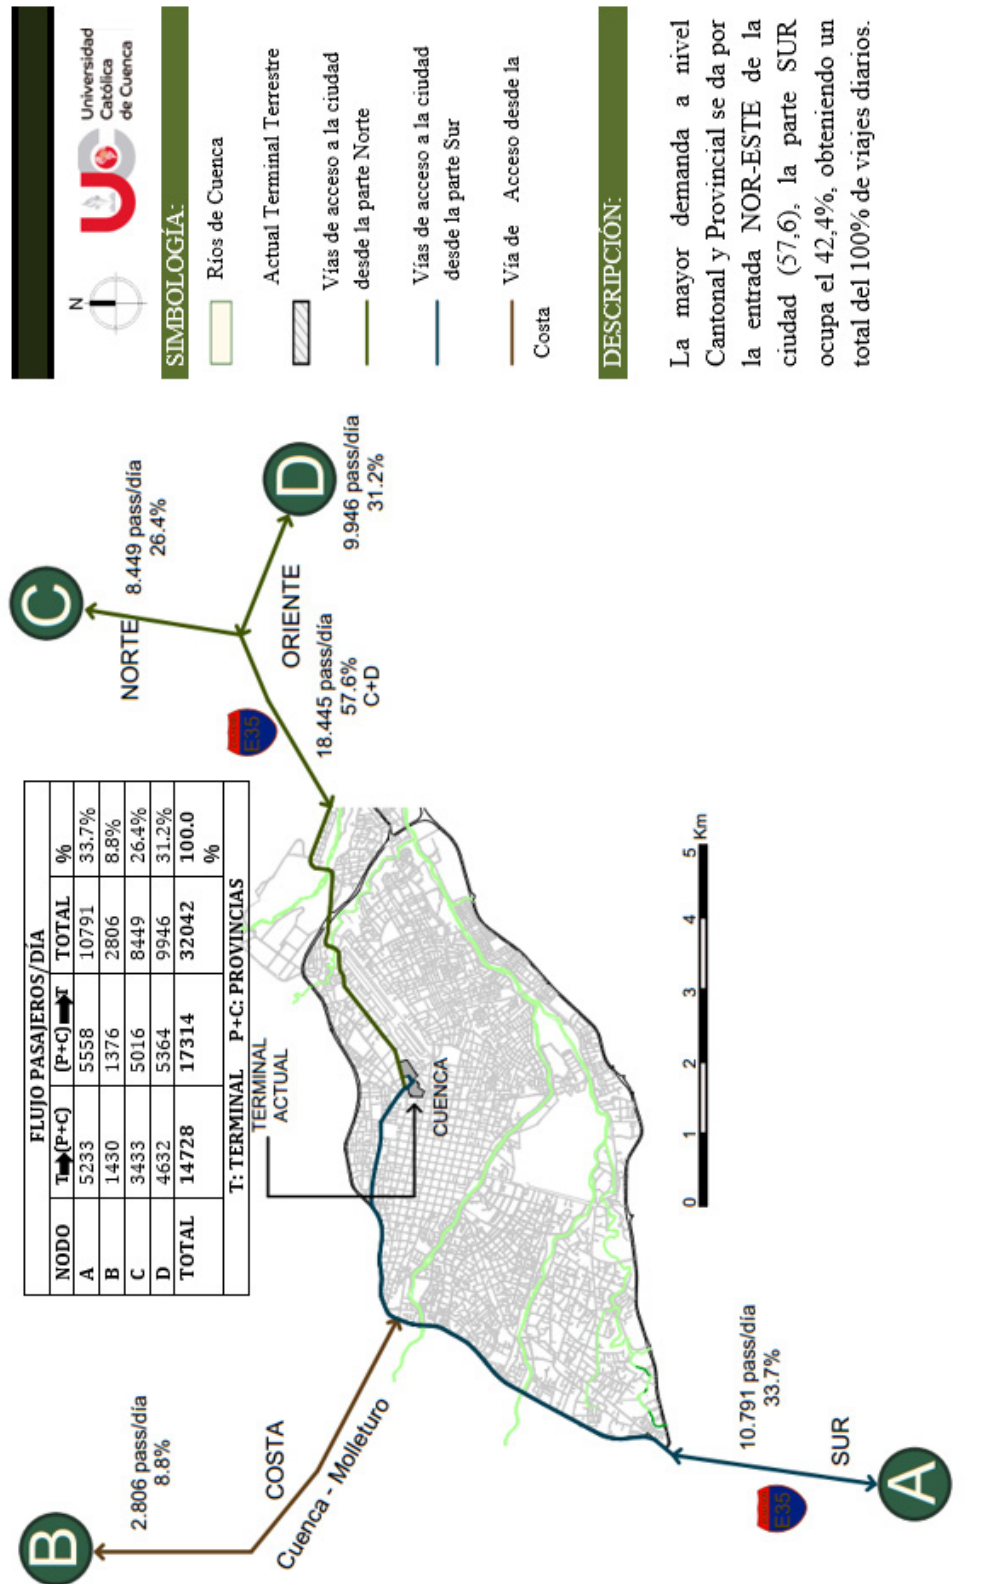 FLUJO PASAJEROS/DÍA
NODO T➡(P+C) (P+C)➡T TOTAL %
A 5233 5558 10791 33.7%
B 1430 1376 2806 8.8%
C 3433 5016 8449 26.4%
D 4632 5364 9946 31.2%
TOTAL 14728 17314 32042 100.0
%
T: TERMINAL P+C: PROVINCIAS
B
2.806 pass/día
8.8%
COSTA
Cuenca - Molleturo
TERMINAL
ACTUAL
CUENCA
C
NORTE
8.449 pass/día
26.4%
D
ORIENTE
9.946 pass/día
31.2%
E35
18.445 pass/día
57.6%
C+D
A
SUR
E35
10.791 pass/día
33.7%
0 1 2 3 4 5 Km
N
UC
Universidad
Católica
de Cuenca
SIMBOLOGÍA:
Ríos de Cuenca
Actual Terminal Terrestre
Vías de acceso a la ciudad
desde la parte Norte
Vías de acceso a la ciudad
desde la parte Sur
Vía de Acceso desde la
Costa
DESCRIPCIÓN:
La mayor demanda a nivel
Cantonal y Provincial se da por
la entrada NOR-ESTE de la
ciudad (57,6), la parte SUR
ocupa el 42,4%, obteniendo un
total del 100% de viajes diarios.